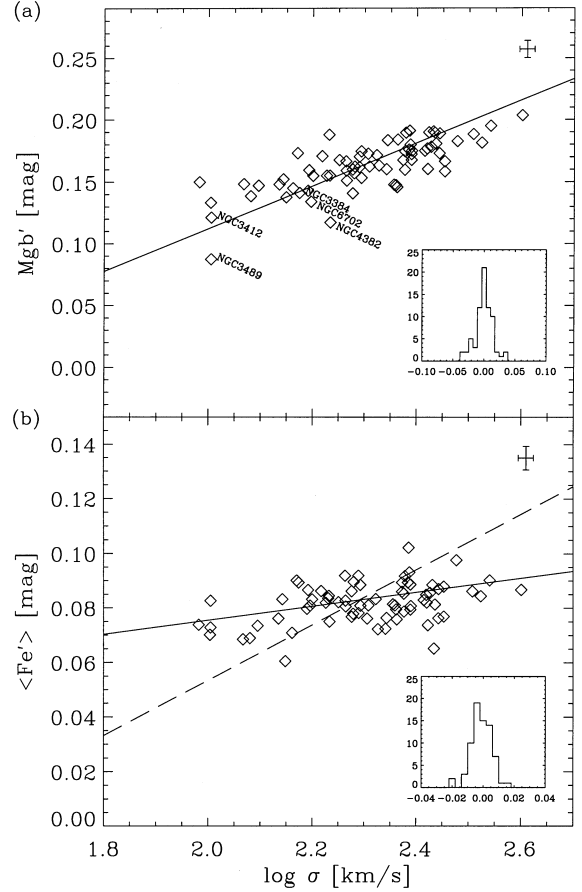 (a)
0.25
0.20
0.15
0.10
0.05
0.00
Mgb′ [mag]
NGC3384
NGC6702
NGC4382
NGC3412
NGC3489
25
20
15
10
5
0
−0.10 −0.05 0.00 0.05 0.10
(b)
0.14
0.12
0.10
0.08
0.06
0.04
0.02
0.00
<Fe′> [mag]
25
20
15
10
5
0
−0.04 −0.02 0.00 0.02 0.04
1.8 2.0 2.2 2.4 2.6
log σ [km/s]